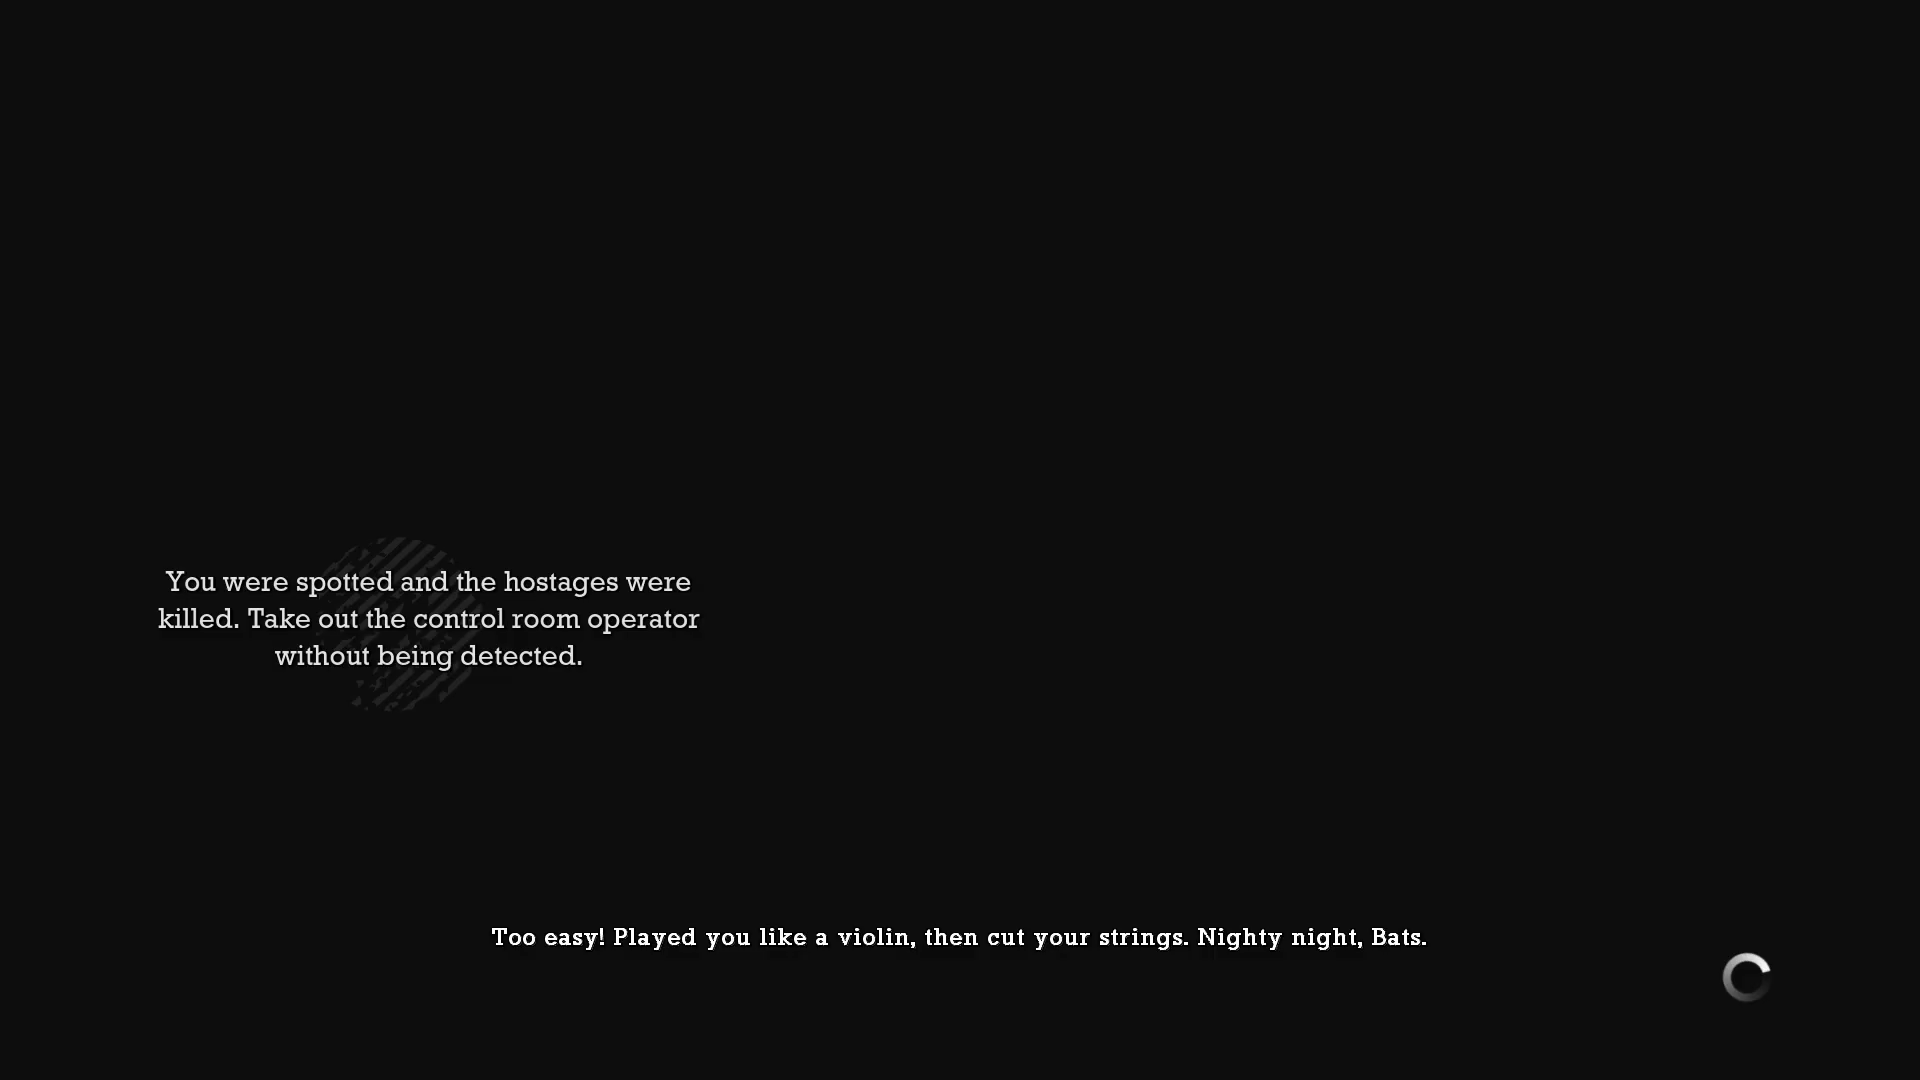 You were spotted and the hostages were
killed. Take out the control room operator
without being detected.
Too easy! Played you like a violin, then cut your strings. Nighty night, Bats.